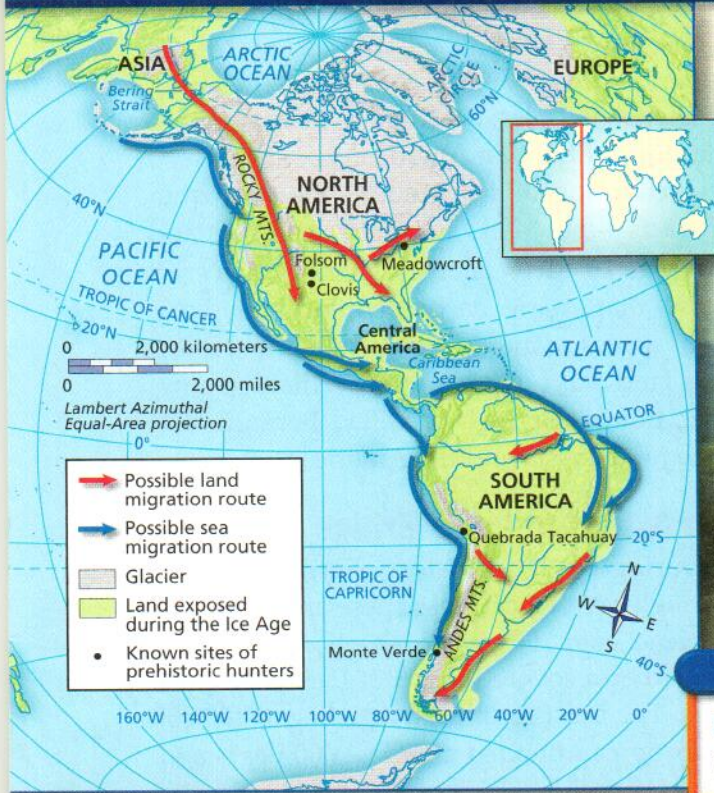 ASIA
ARCTIC
OCEAN
ARCTIC
CIRCLE
EUROPE
Bering
Strait
60°N
ROCKY MTS.
NORTH
AMERICA
40°N
PACIFIC
OCEAN
Folsom
Meadowcroft
Clovis
TROPIC OF CANCER
20°N
Central
America
Caribbean
Sea
ATLANTIC
OCEAN
0 2,000 kilometers
0 2,000 miles
Lambert Azimuthal
Equal-Area projection
EQUATOR
0°
Possible land
migration route
Possible sea
migration route
Glacier
Land exposed
during the Ice Age
Known sites of
prehistoric hunters
SOUTH
AMERICA
Quebrada Tacahuay
20°S
TROPIC OF
CAPRICORN
ANDES MTS.
N
W
E
S
Monte Verde
40°S
160°W 140°W 100°W 80°W 60°W 40°W 20°W 0°